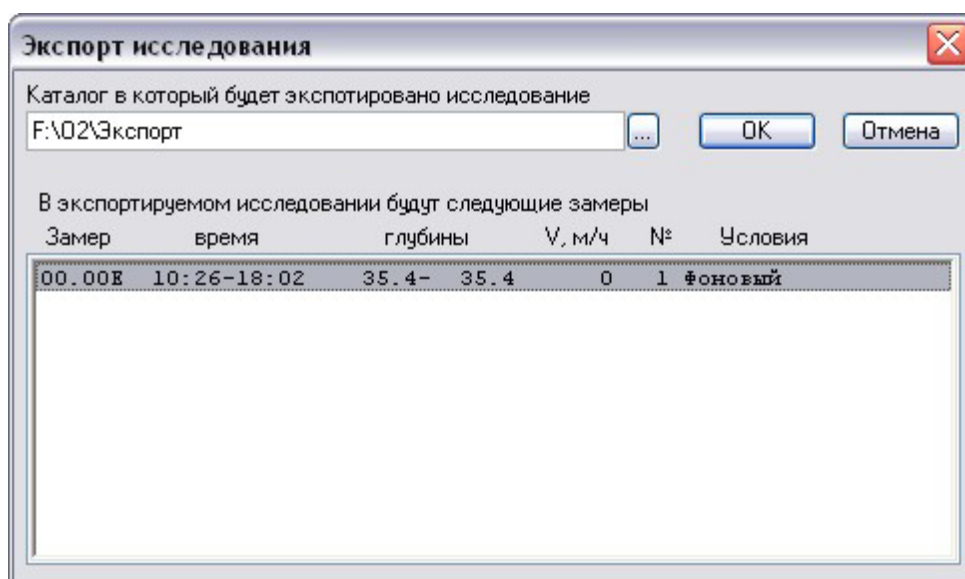 Экспорт исследования
Каталог в который будет экспотировано исследование
F:\O2\Экспорт ... OK Отмена
В экспортируемом исследовании будут следующие замеры
Замер время глубины V, м/ч № Условия
00.00E 10:26-18:02 35.4- 35.4 0 1 Фоновый